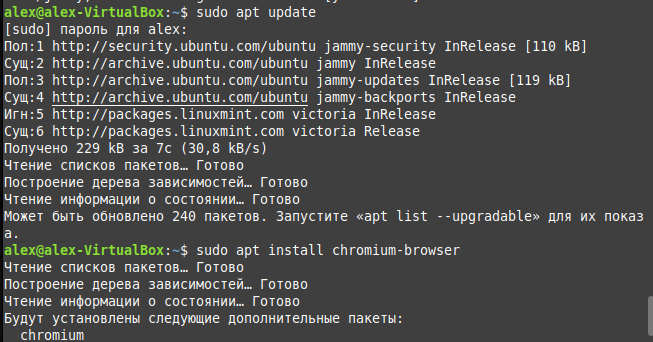 alex@alex-VirtualBox:~$ sudo apt update
[sudo] пароль для alex:
Пол:1 http://security.ubuntu.com/ubuntu jammy-security InRelease [110 kB]
Сущ:2 http://archive.ubuntu.com/ubuntu jammy InRelease
Пол:3 http://archive.ubuntu.com/ubuntu jammy-updates InRelease [119 kB]
Сущ:4 http://archive.ubuntu.com/ubuntu jammy-backports InRelease
Игн:5 http://packages.linuxmint.com victoria InRelease
Сущ:6 http://packages.linuxmint.com victoria Release
Получено 229 kB за 7с (30,8 kB/s)
Чтение списков пакетов… Готово
Построение дерева зависимостей… Готово
Чтение информации о состоянии… Готово
Может быть обновлено 240 пакетов. Запустите «apt list --upgradable» для их показ
а.
alex@alex-VirtualBox:~$ sudo apt install chromium-browser
Чтение списков пакетов… Готово
Построение дерева зависимостей… Готово
Чтение информации о состоянии… Готово
Будут установлены следующие дополнительные пакеты:
  chromium